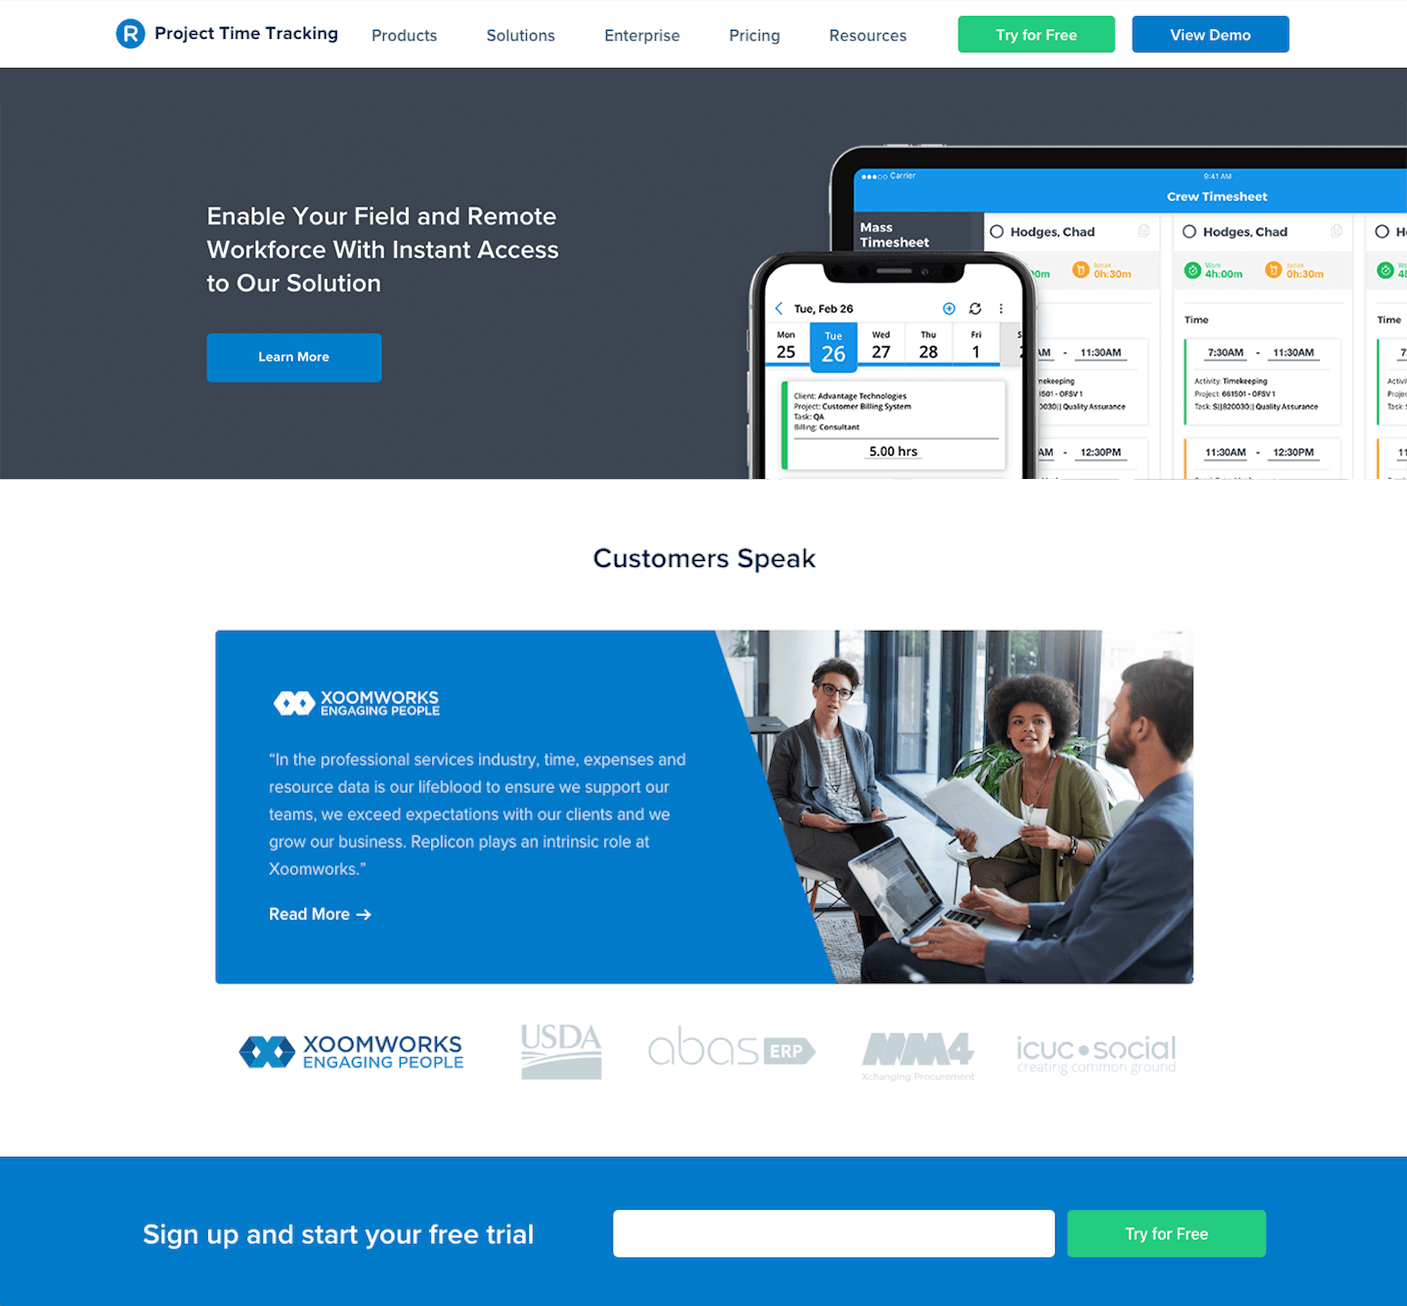 R Project Time Tracking Products Solutions Enterprise Pricing Resources Try for Free View Demo
Enable Your Field and Remote
Workforce With Instant Access
to Our Solution
Learn More
Carrier 9:41 AM
Crew Timesheet
Mass
Timesheet
Hodges, Chad
Break
0h:30m
Hodges, Chad
Work
4h:00m
Break
0h:30m
Time
7:30AM - 11:30AM
Activity: Timekeeping
Project: 661501 - OFSV1
Task: S||820030|| Quality Assurance
11:30AM - 12:30PM
Time
- 11:30AM
Quality Assurance
- 12:30PM
Tue, Feb 26
Mon Tue Wed Thu Fri
25 26 27 28 1
Client: Advantage Technologies
Project: Customer Billing System
Task: QA
Billing: Consultant
5.00 hrs
Customers Speak
XOOMWORKS
ENGAGING PEOPLE
“In the professional services industry, time, expenses and
resource data is our lifeblood to ensure we support our
teams, we exceed expectations with our clients and we
grow our business. Replicon plays an intrinsic role at
Xoomworks.”
Read More →
XOOMWORKS
ENGAGING PEOPLE
USDA
abas ERP
MM4
Xchanging Procurement
icuc•social
creating common ground
Sign up and start your free trial Try for Free